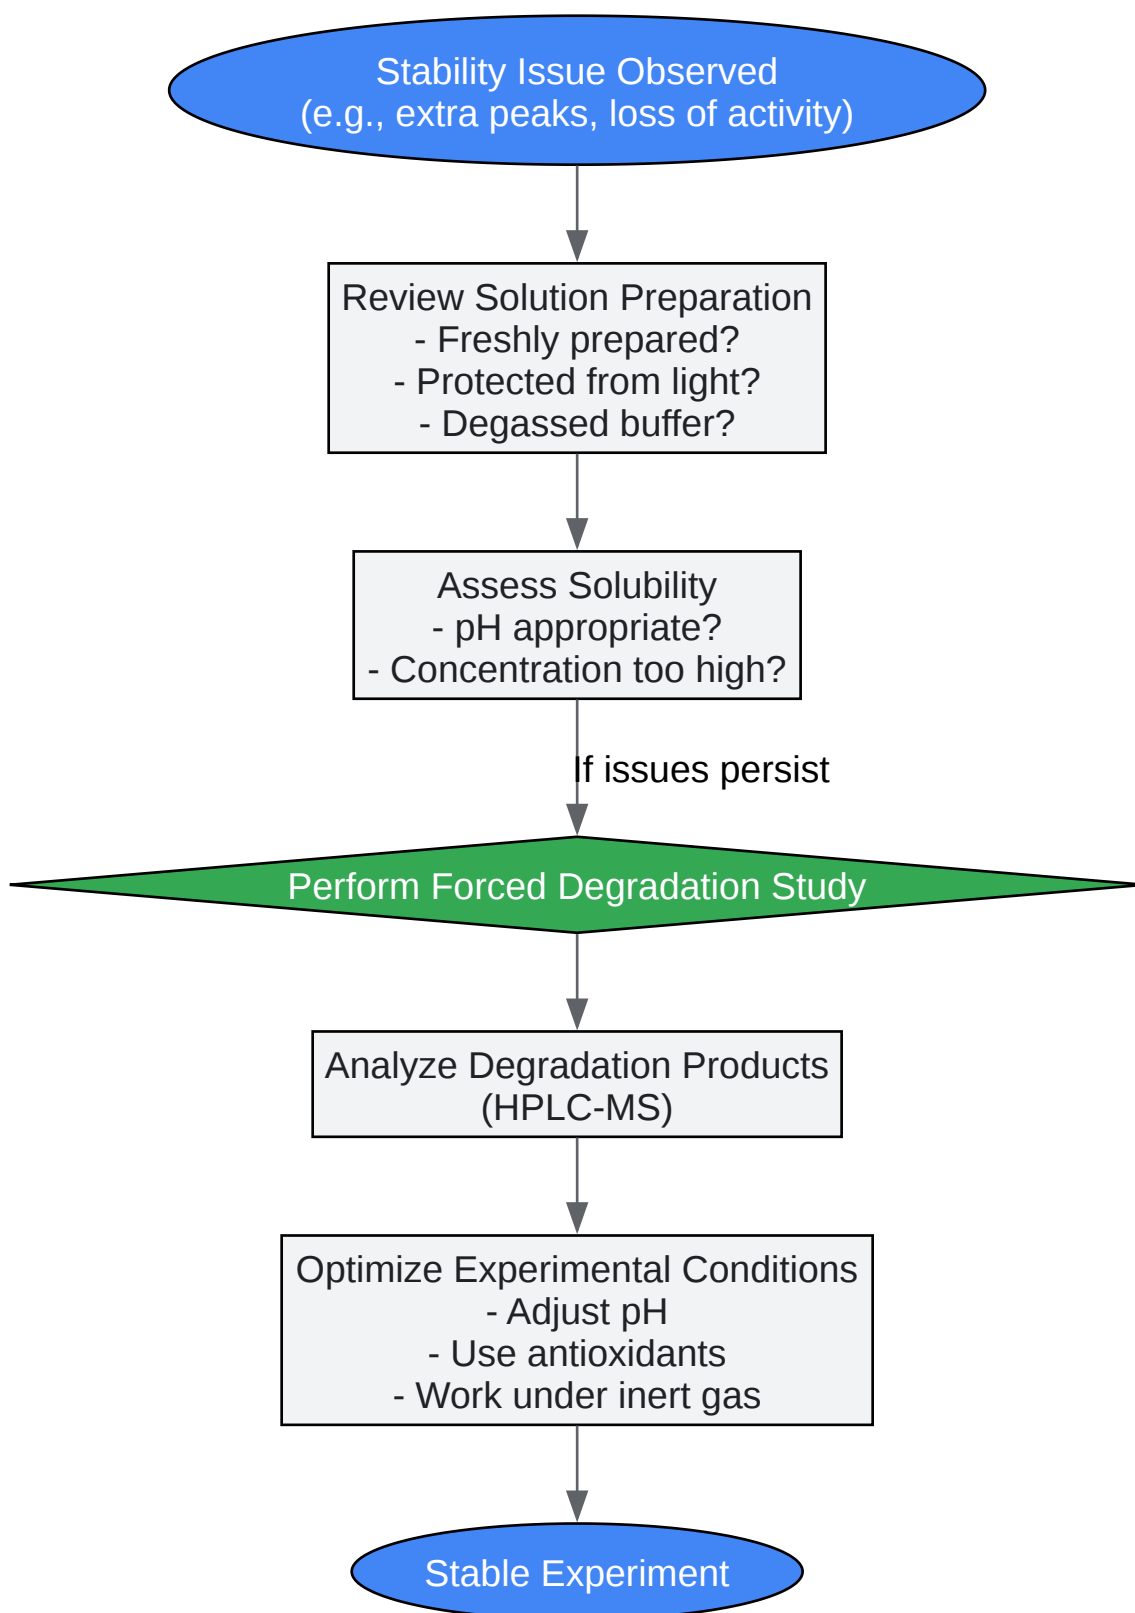 Stability Issue Observed
(e.g., extra peaks, loss of activity)
Review Solution Preparation
- Freshly prepared?
- Protected from light?
- Degassed buffer?
Assess Solubility
- pH appropriate?
- Concentration too high?
If issues persist
Perform Forced Degradation Study
Analyze Degradation Products
(HPLC-MS)
Optimize Experimental Conditions
- Adjust pH
- Use antioxidants
- Work under inert gas
Stable Experiment